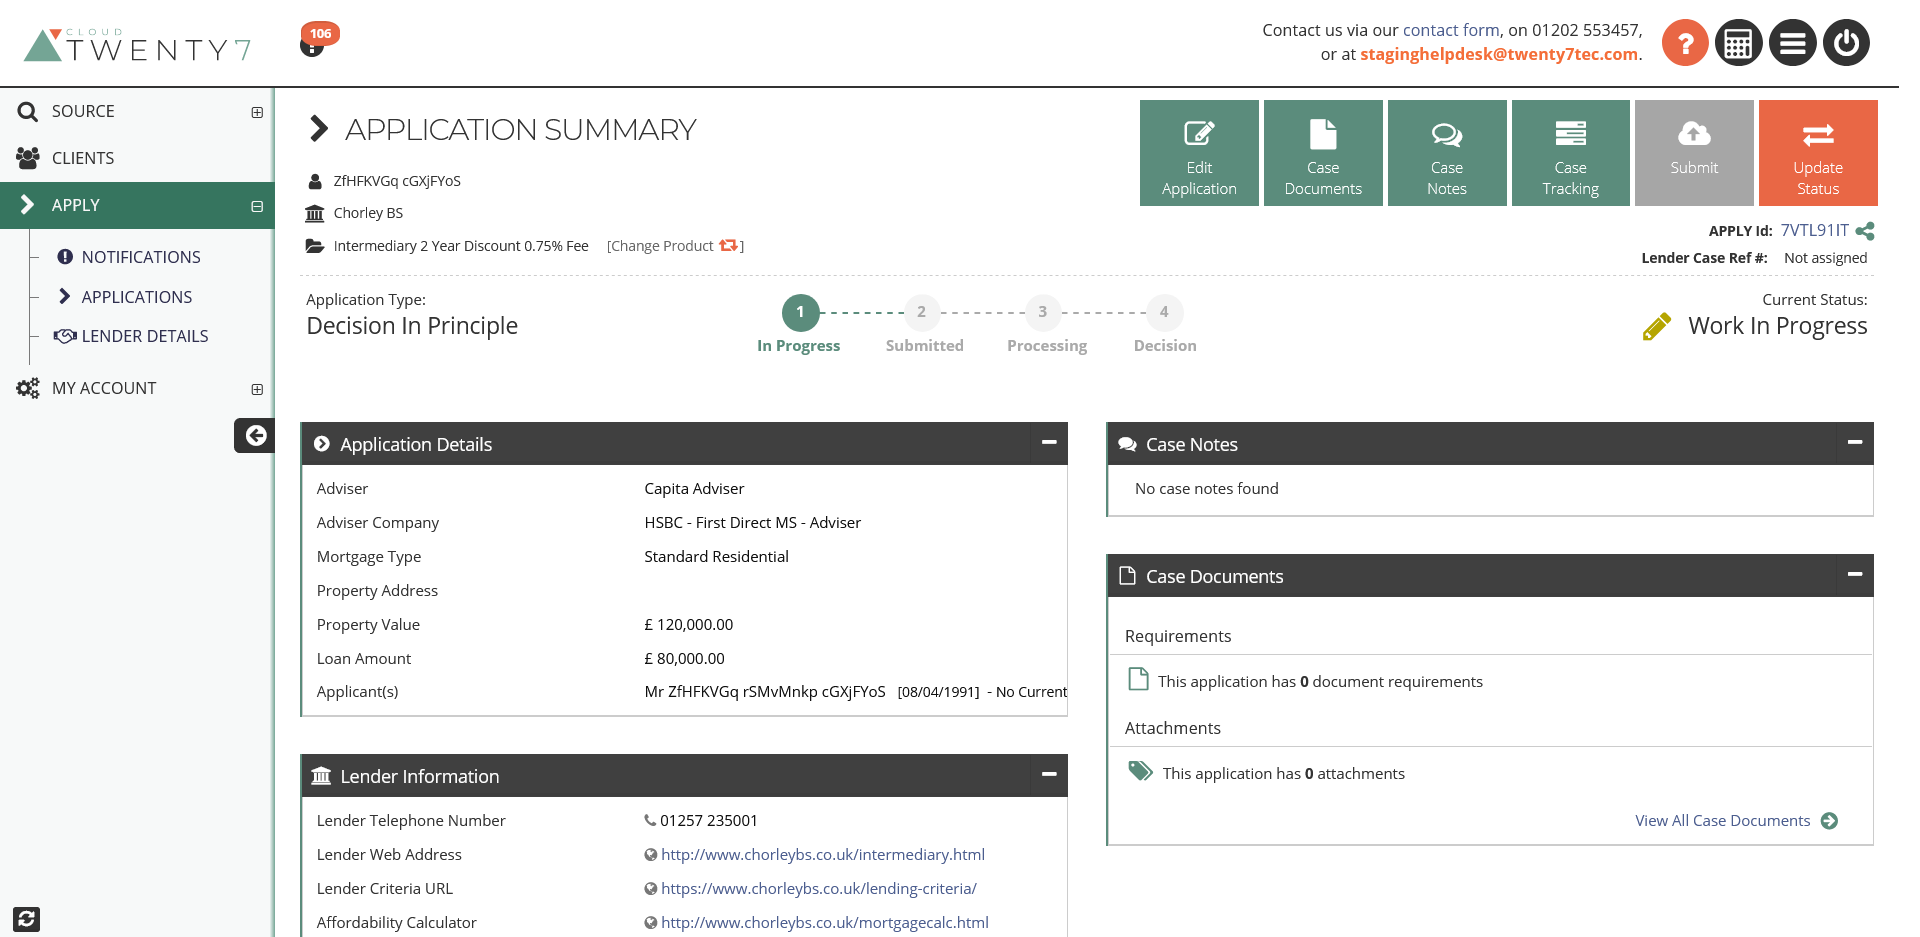 CLOUD
TWENTY7
106
Contact us via our contact form, on 01202 553457,
or at staginghelpdesk@twenty7tec.com.
?
SOURCE
CLIENTS
APPLY
NOTIFICATIONS
APPLICATIONS
LENDER DETAILS
MY ACCOUNT
APPLICATION SUMMARY
ZfHFKVGq cGXjFYoS
Chorley BS
Intermediary 2 Year Discount 0.75% Fee [Change Product ]
Edit
Application
Case
Documents
Case
Notes
Case
Tracking
Submit
Update
Status
APPLY Id: 7VTL91IT
Lender Case Ref #: Not assigned
Application Type:
Decision In Principle
1 2 3 4
In Progress Submitted Processing Decision
Current Status:
Work In Progress
Application Details
Adviser Capita Adviser
Adviser Company HSBC - First Direct MS - Adviser
Mortgage Type Standard Residential
Property Address
Property Value £ 120,000.00
Loan Amount £ 80,000.00
Applicant(s) Mr ZfHFKVGq rSMvMnkp cGXjFYoS [08/04/1991] - No Current
Lender Information
Lender Telephone Number 01257 235001
Lender Web Address http://www.chorleybs.co.uk/intermediary.html
Lender Criteria URL https://www.chorleybs.co.uk/lending-criteria/
Affordability Calculator http://www.chorleybs.co.uk/mortgagecalc.html
Case Notes
No case notes found
Case Documents
Requirements
This application has 0 document requirements
Attachments
This application has 0 attachments
View All Case Documents